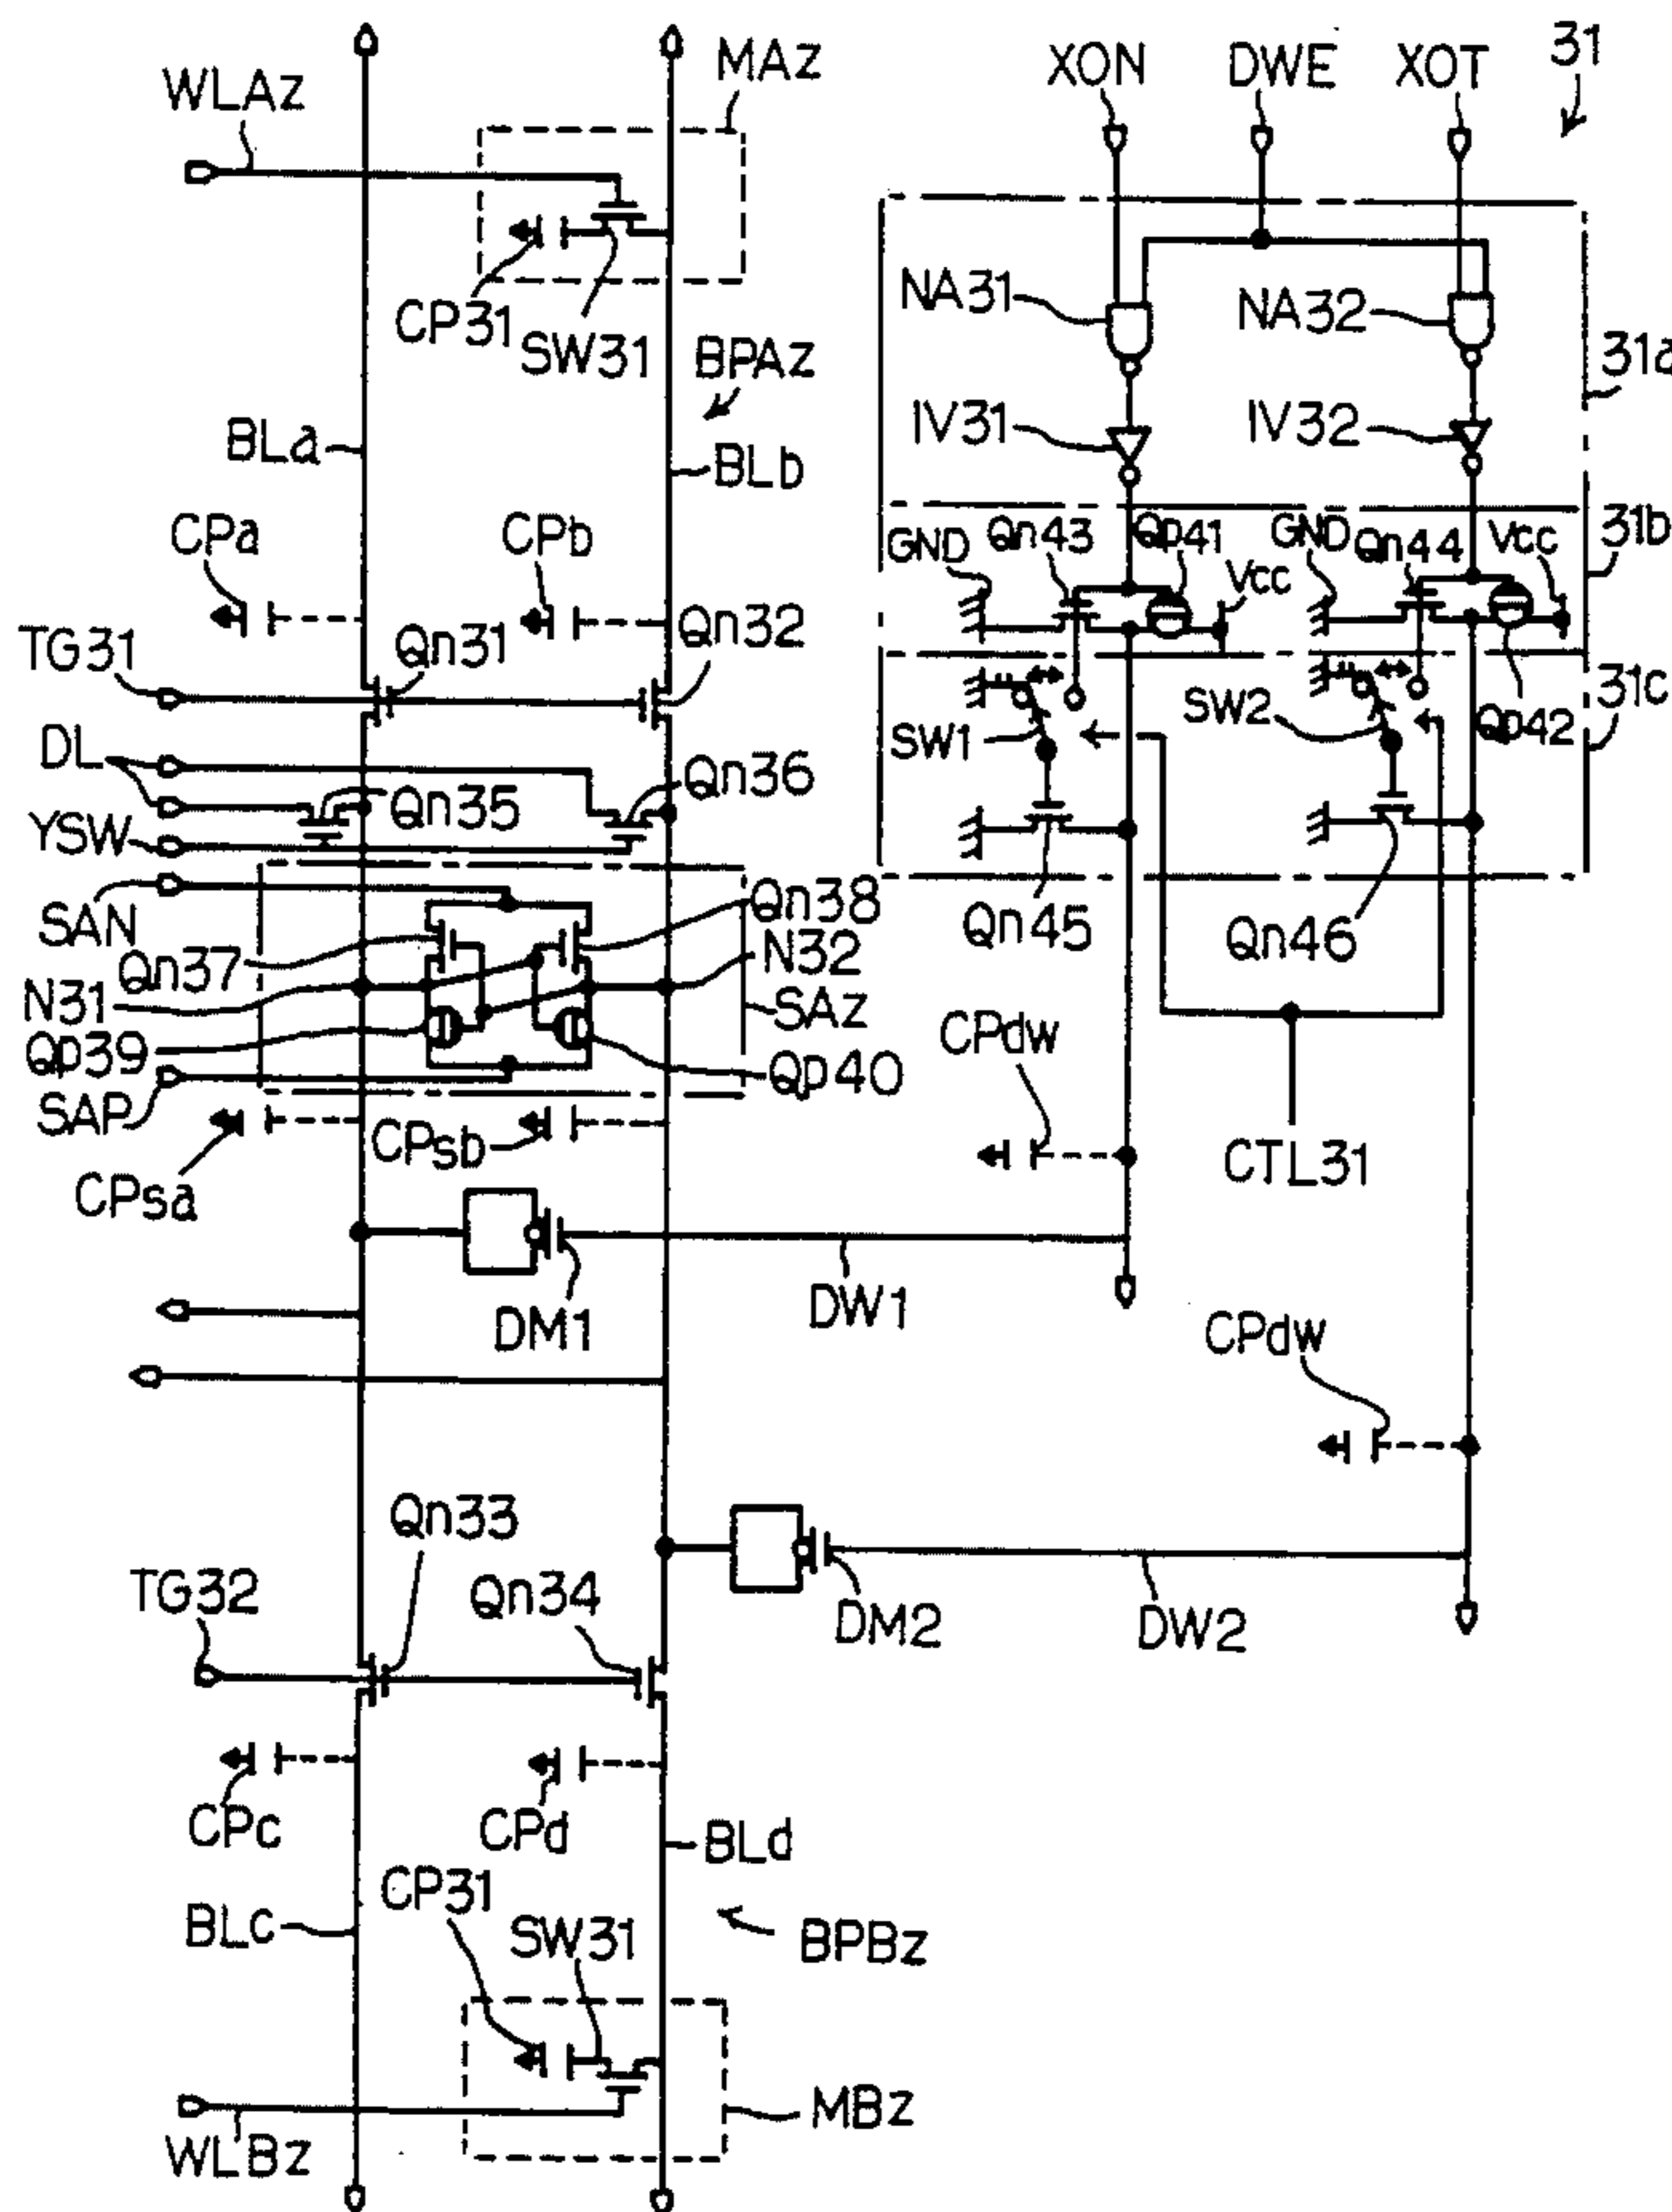 MAz
XON
DWE
XOT
31
WLAz
NA31
NA32
CP31
SW31
31a
BPAz
IV31
IV32
BLa
BLb
31b
CPa
CPb
GND
Qn43
Qp41
GND
Qn44
Vcc
Vcc
TG31
Qn31
Qn32
31c
SW1
SW2
Qp42
DL
Qn35
Qn36
YSW
SAN
Qn38
Qn45
Qn46
Qn37
N32
N31
SAz
Qp39
Qp40
CPdw
SAP
CPsb
CTL31
CPsa
DM1
DW1
CPdw
Qn33
TG32
Qn34
DM2
DW2
CPc
CPd
BLd
CP31
BLc
SW31
BPBz
MBz
WLBz